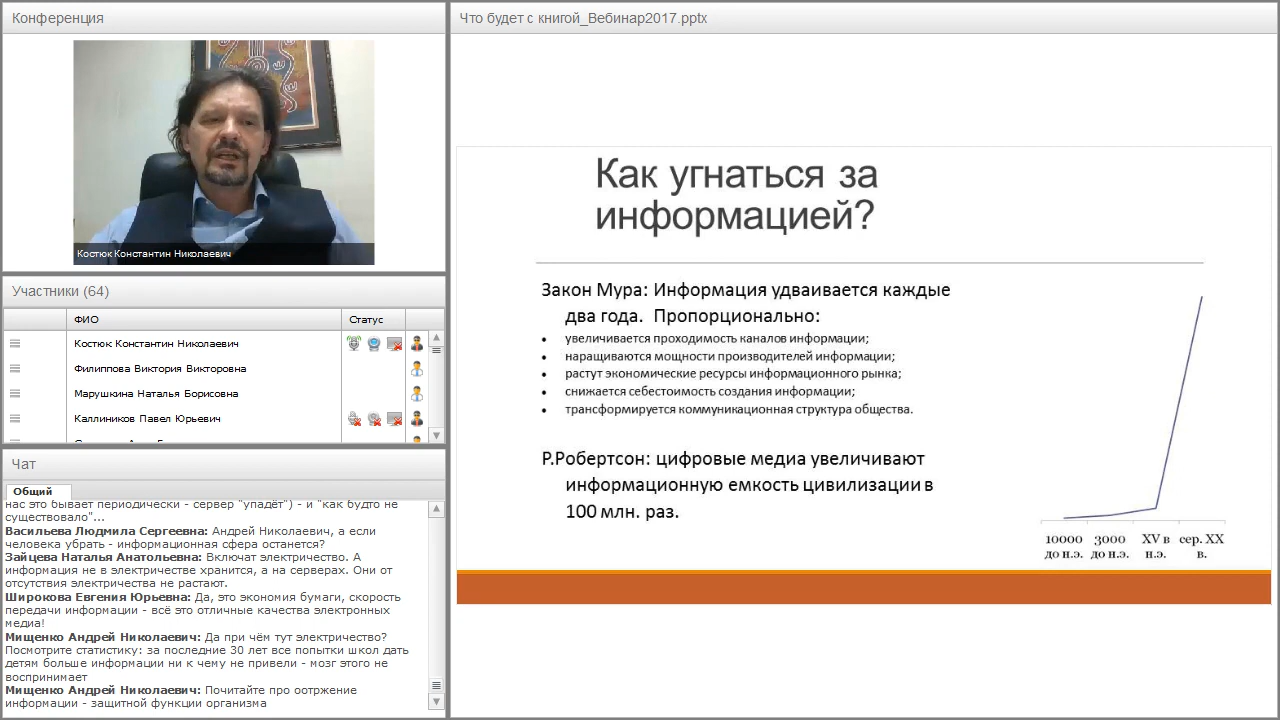 Конференция
Костюк Константин Николаевич
Участники (64)
ФИО Статус
Костюк Константин Николаевич
Филиппова Виктория Викторовна
Марушкина Наталья Борисовна
Каллиников Павел Юрьевич
Чат
Общий
нас это бывает периодически - сервер "упадёт") - и "как будто не
существовало"...
Васильева Людмила Сергеевна: Андрей Николаевич, а если
человека убрать - информационная сфера останется?
Зайцева Наталья Анатольевна: Включат электричество. А
информация не в электричестве хранится, а на серверах. Они от
отсутствия электричества не растают.
Широкова Евгения Юрьевна: Да, это экономия бумаги, скорость
передачи информации - всё это отличные качества электронных
медиа!
Мищенко Андрей Николаевич: Да при чём тут электричество?
Посмотрите статистику: за последние 30 лет все попытки школ дать
детям больше информации ни к чему не привели - мозг этого не
воспринимает
Мищенко Андрей Николаевич: Почитайте про оотржение
информации - защитной функции организма
Что будет с книгой_Вебинар2017.pptx
Как угнаться за
информацией?
Закон Мура: Информация удваивается каждые
два года. Пропорционально:
• увеличивается проходимость каналов информации;
• наращиваются мощности производителей информации;
• растут экономические ресурсы информационного рынка;
• снижается себестоимость создания информации;
• трансформируется коммуникационная структура общества.
Р.Робертсон: цифровые медиа увеличивают
информационную емкость цивилизации в
100 млн. раз.
10000 3000 XV в сер. XX
до н.э. до н.э. н.э. в.